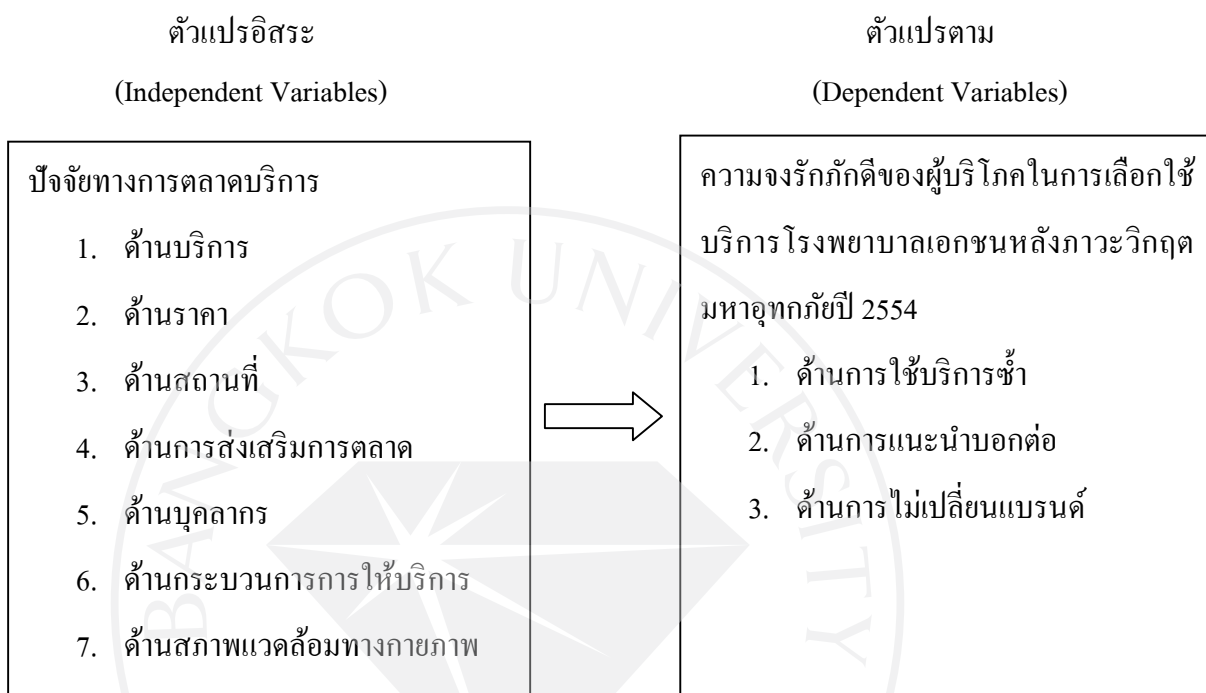 ตัวแปรอิสระ
(Independent Variables)
ปัจจัยทางการตลาดบริการ
1. ด้านบริการ
2. ด้านราคา
3. ด้านสถานที่
4. ด้านการส่งเสริมการตลาด
5. ด้านบุคลากร
6. ด้านกระบวนการการให้บริการ
7. ด้านสภาพแวดล้อมทางกายภาพ
ตัวแปรตาม
(Dependent Variables)
ความจงรักภักดีของผู้บริโภคในการเลือกใช้
บริการโรงพยาบาลเอกชนหลังภาวะวิกฤต
มหาอุทกภัยปี 2554
1. ด้านการใช้บริการซ้ำ
2. ด้านการแนะนำบอกต่อ
3. ด้านการไม่เปลี่ยนแบรนด์
BANGKOK UNIVERSITY